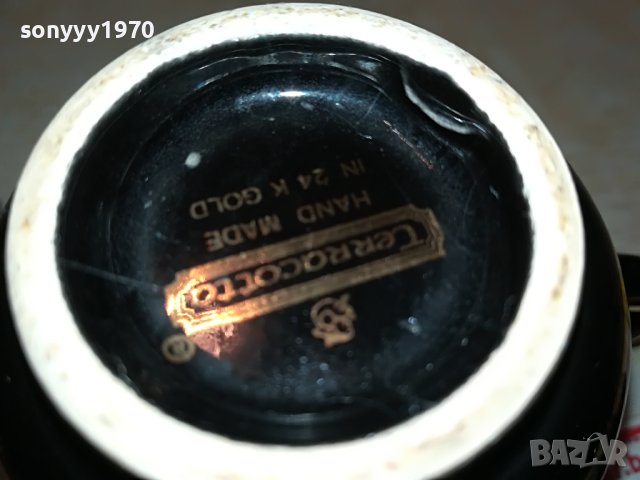 sonyyy1970
Terracotta
HAND MADE
IN 24 K GOLD
®
BAZAR